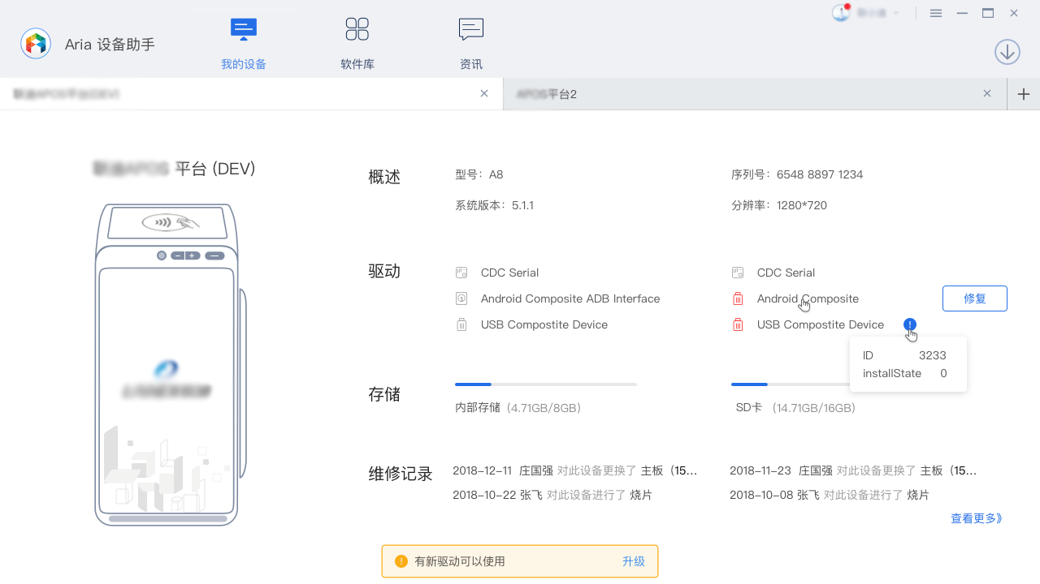 Aria 设备助手
我的设备
软件库
资讯
平台2
平台 (DEV)
概述
型号：A8
序列号：6548 8897 1234
系统版本：5.1.1
分辨率：1280*720
驱动
CDC Serial
CDC Serial
Android Composite ADB Interface
Android Composite
修复
USB Compostite Device
USB Compostite Device
ID 3233
installState 0
存储
内部存储 (4.71GB/8GB)
SD卡 (14.71GB/16GB)
维修记录
2018-12-11 庄国强 对此设备更换了 主板（15...
2018-11-23 庄国强 对此设备更换了 主板（15...
2018-10-22 张飞 对此设备进行了 烧片
2018-10-08 张飞 对此设备进行了 烧片
查看更多》
有新驱动可以使用 升级